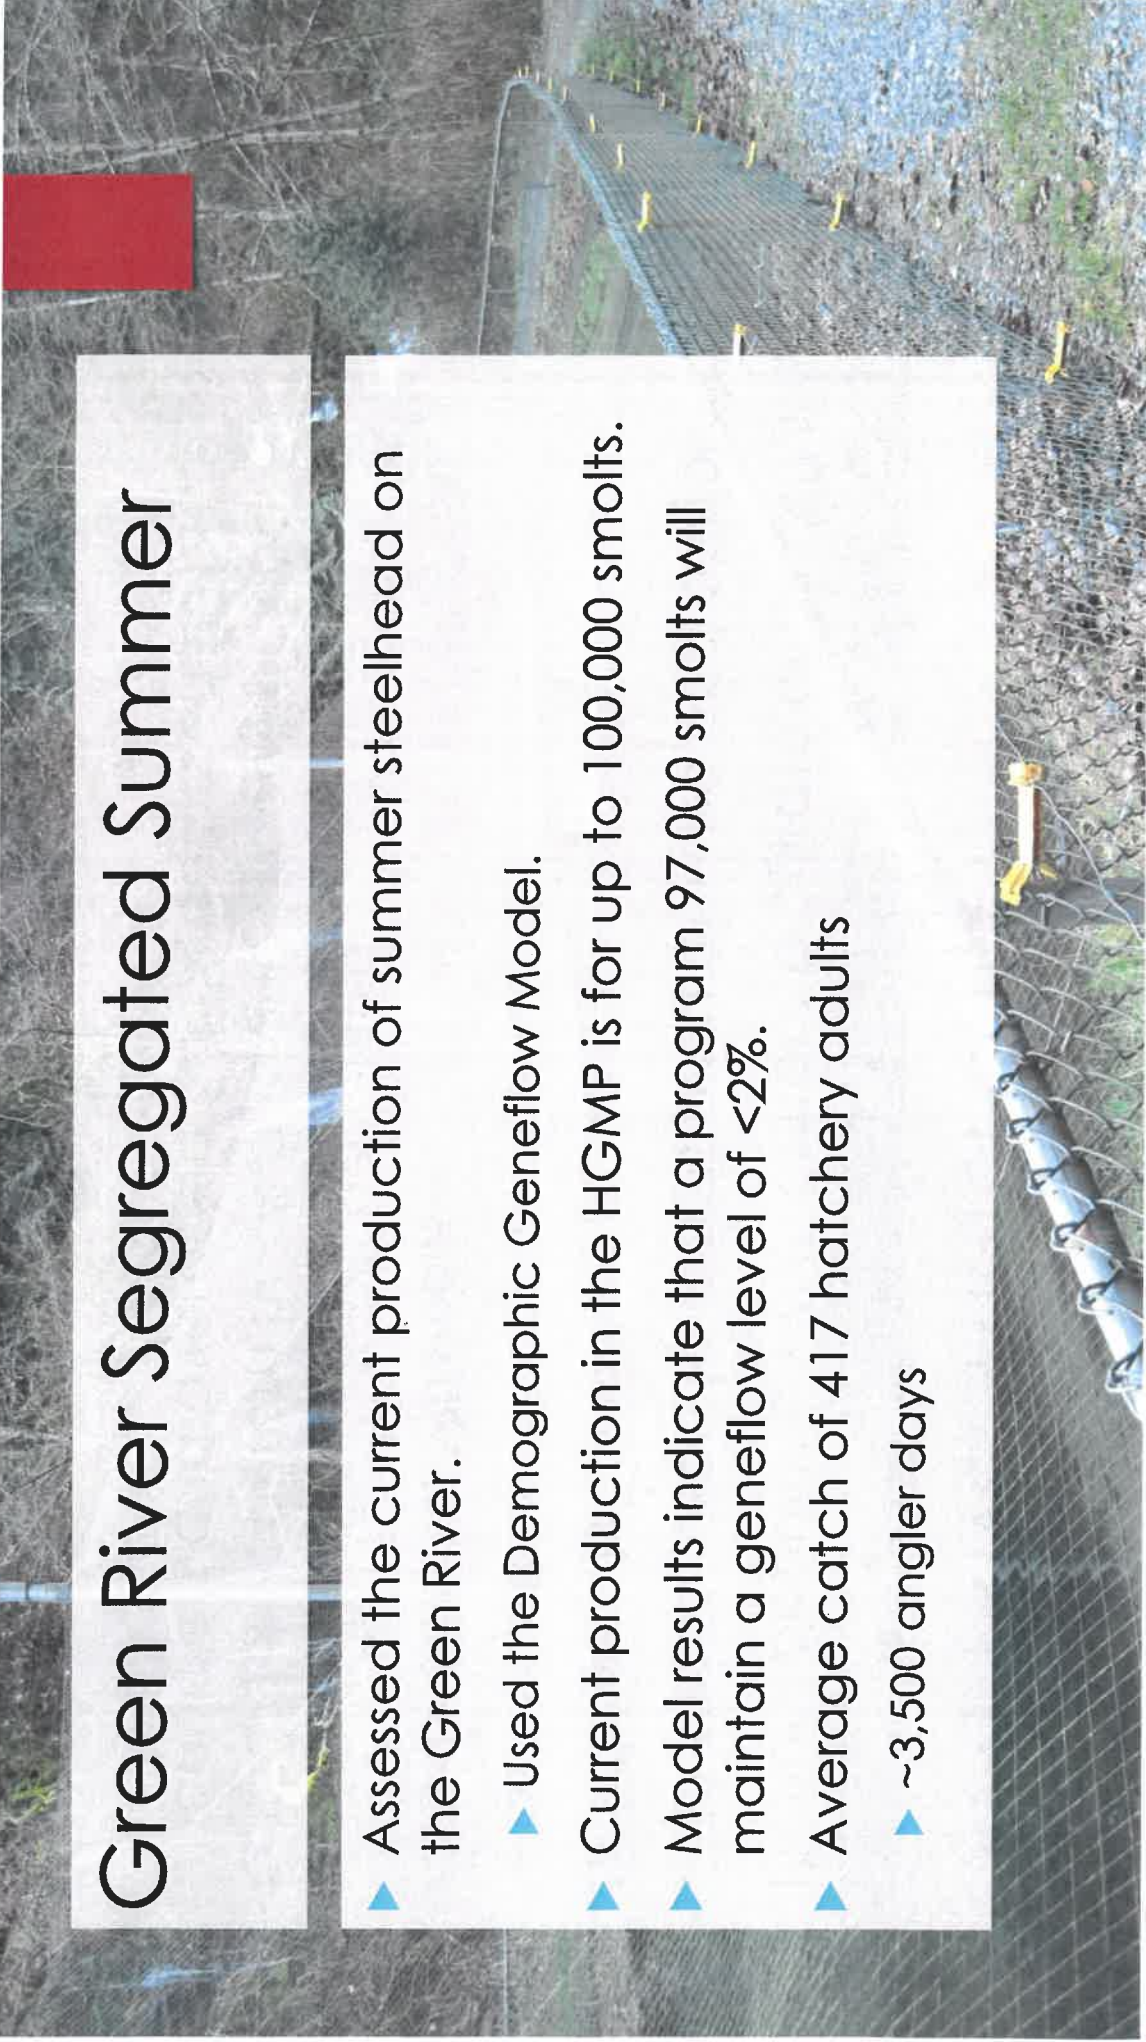 Green River Segregated Summer
Assessed the current production of summer steelhead on
the Green River.
Used the Demographic Geneflow Model.
Current production in the HGMP is for up to 100,000 smolts.
Model results indicate that a program 97,000 smolts will
maintain a geneflow level of <2%.
Average catch of 417 hatchery adults
~3,500 angler days